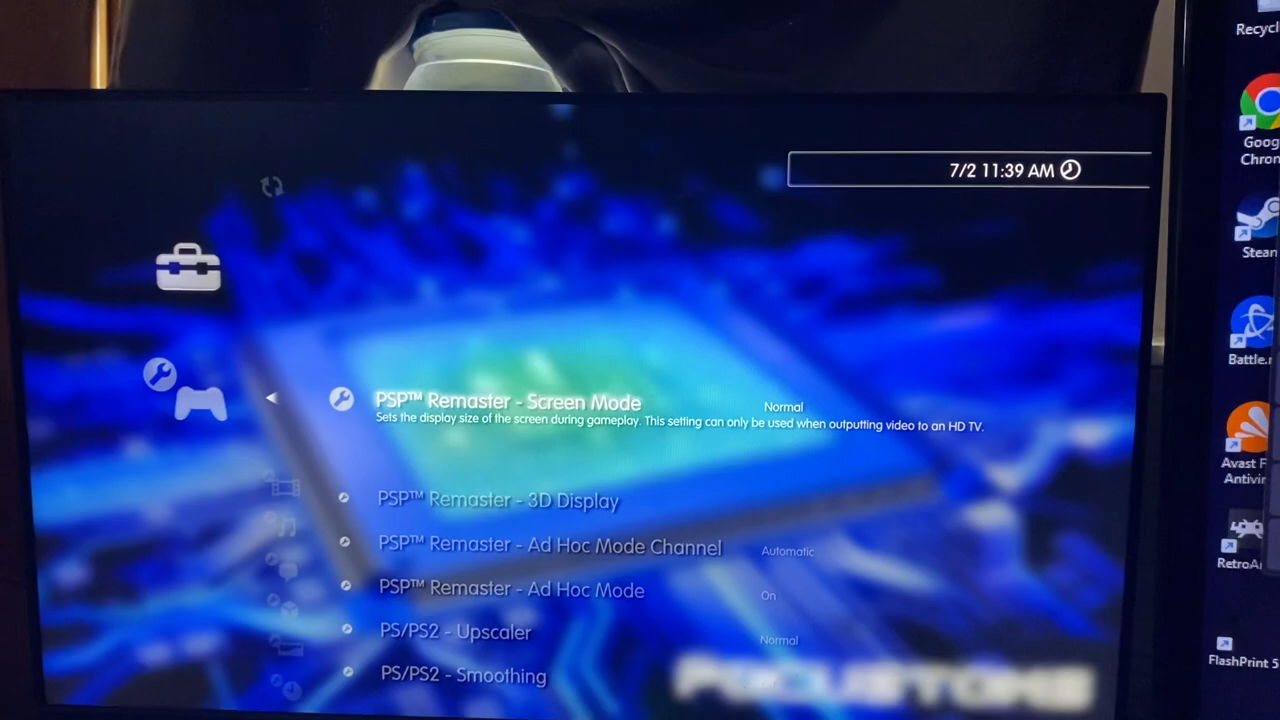 7/2 11:39 AM
PSP™ Remaster - Screen Mode
Normal
Sets the display size of the screen during gameplay. This setting can only be used when outputting video to an HD TV.
PSP™ Remaster - 3D Display
PSP™ Remaster - Ad Hoc Mode Channel
Automatic
PSP™ Remaster - Ad Hoc Mode
On
PS/PS2 - Upscaler
Normal
PS/PS2 - Smoothing
Recycl
Goog
Chron
Stean
Battle.n
Avast F
Antivir
RetroAr
FlashPrint 5